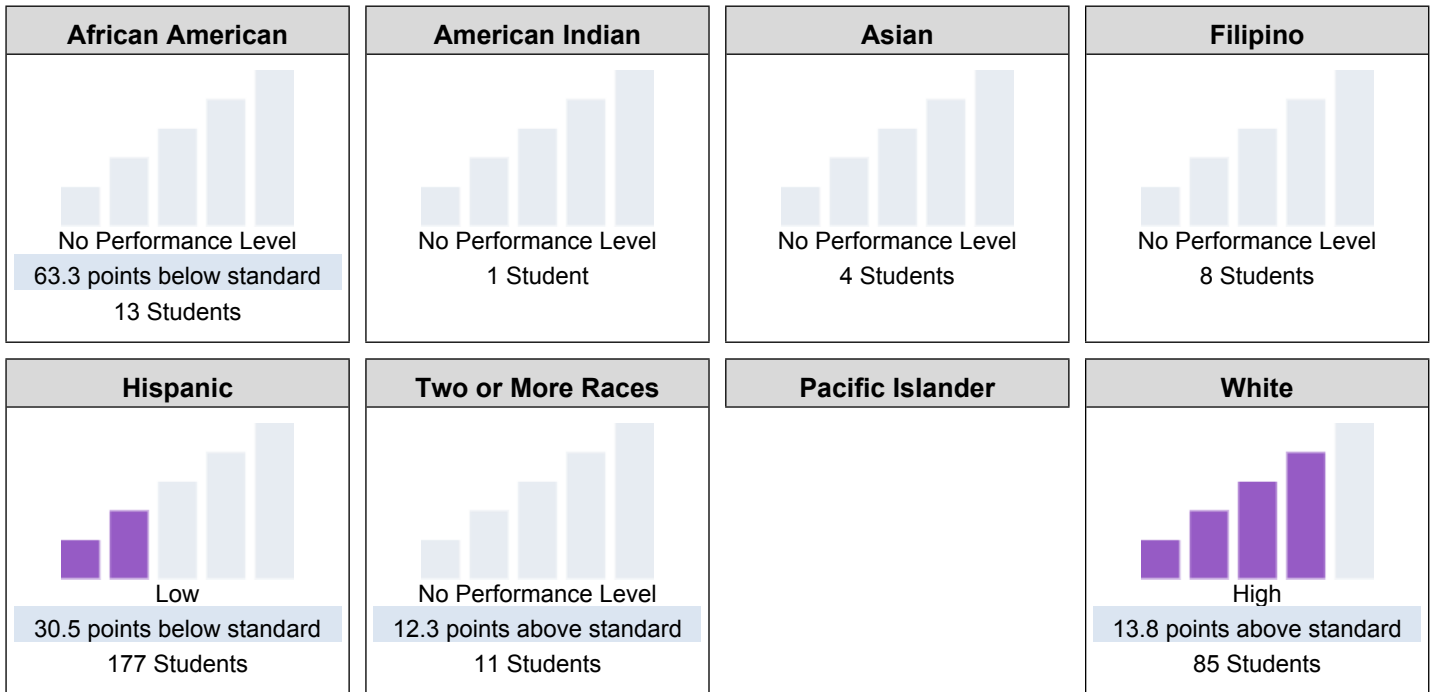 African American
No Performance Level
63.3 points below standard
13 Students
American Indian
No Performance Level
1 Student
Asian
No Performance Level
4 Students
Filipino
No Performance Level
8 Students
Hispanic
Low
30.5 points below standard
177 Students
Two or More Races
No Performance Level
12.3 points above standard
11 Students
Pacific Islander
White
High
13.8 points above standard
85 Students